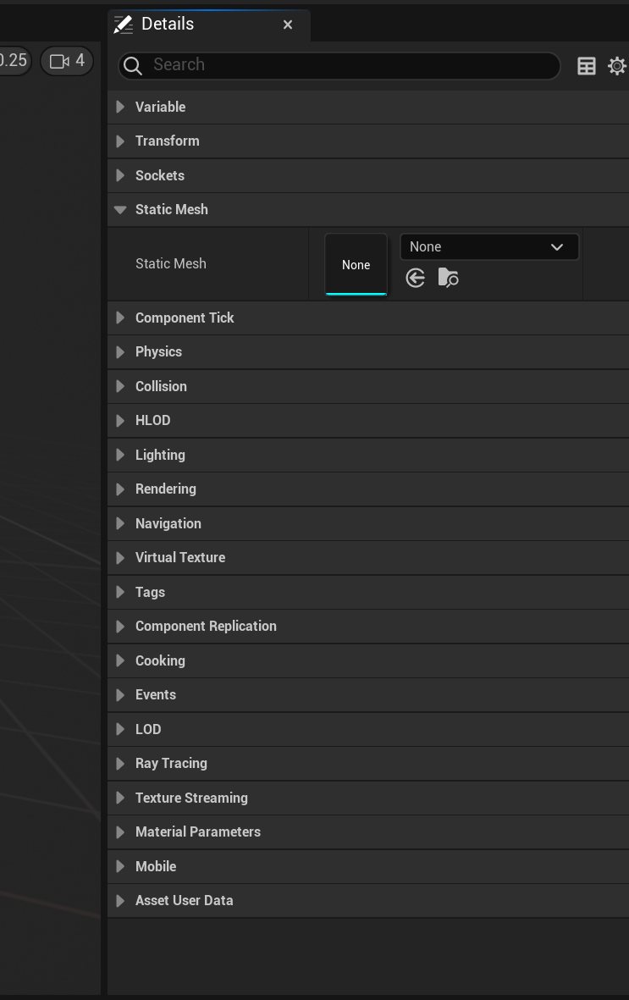 Details
0.25
4
Search
Variable
Transform
Sockets
Static Mesh
Static Mesh
None
None
Component Tick
Physics
Collision
HLOD
Lighting
Rendering
Navigation
Virtual Texture
Tags
Component Replication
Cooking
Events
LOD
Ray Tracing
Texture Streaming
Material Parameters
Mobile
Asset User Data